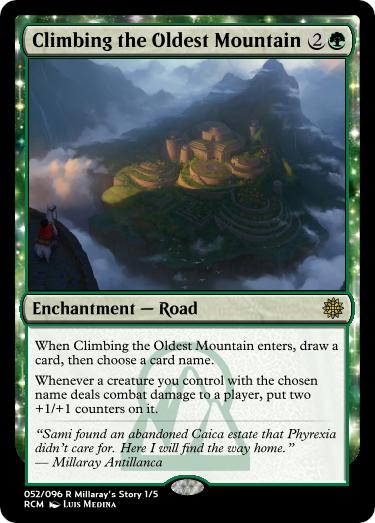 Climbing the Oldest Mountain 2
Enchantment — Road
When Climbing the Oldest Mountain enters, draw a
card, then choose a card name.
Whenever a creature you control with the chosen
name deals combat damage to a player, put two
+1/+1 counters on it.
“Sami found an abandoned Caica estate that Phyrexia
didn’t care for. Here I will find the way home.”
— Millaray Antillanca
052/096 R Millaray's Story 1/5
RCM Luis Medina